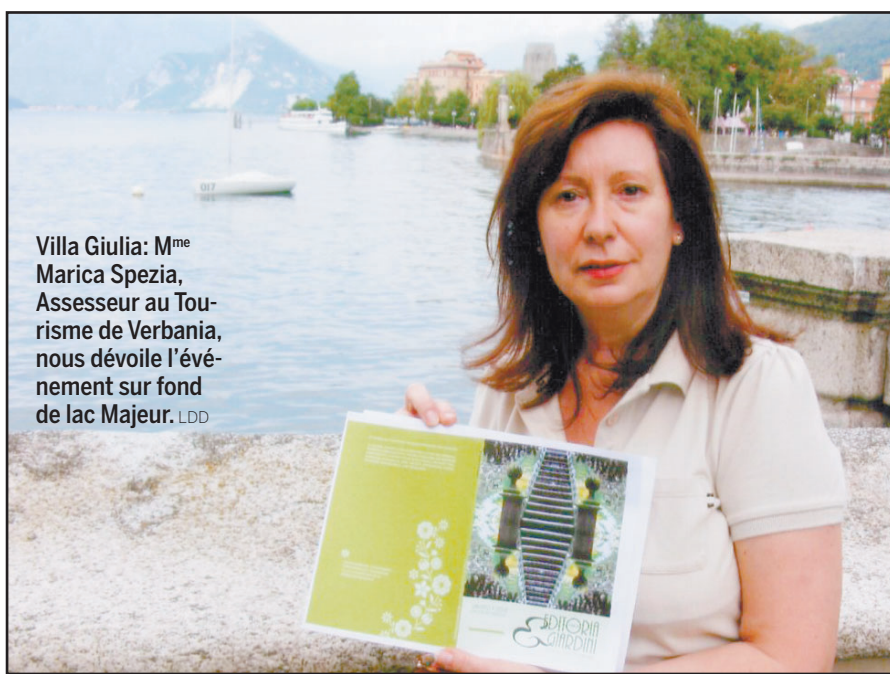 017
Villa Giulia: Mme
Marica Spezia,
Assesseur au Tou-
risme de Verbania,
nous dévoile l'évé-
nement sur fond
de lac Majeur. LDD
EDITORIA
& GIARDINI